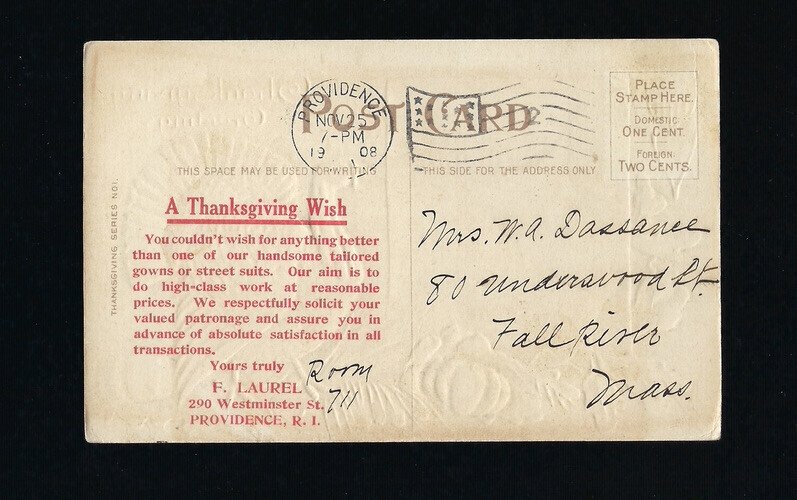 POST CARD
PROVIDENCE
NOV 25
7-PM
19 08
2
PLACE
STAMP HERE.
DOMESTIC
ONE CENT.
FOREIGN
TWO CENTS.
THIS SPACE MAY BE USED FOR WRITING
THIS SIDE FOR THE ADDRESS ONLY
THANKSGIVING SERIES NO1.
A Thanksgiving Wish
You couldn't wish for anything better
than one of our handsome tailored
gowns or street suits. Our aim is to
do high-class work at reasonable
prices. We respectfully solicit your
valued patronage and assure you in
advance of absolute satisfaction in all
transactions.
Yours truly
F. LAUREL
290 Westminster St.
PROVIDENCE, R. I.
Room
711
Mrs. W. A. Dassance
80 Underwood St.
Fall River
Mass.